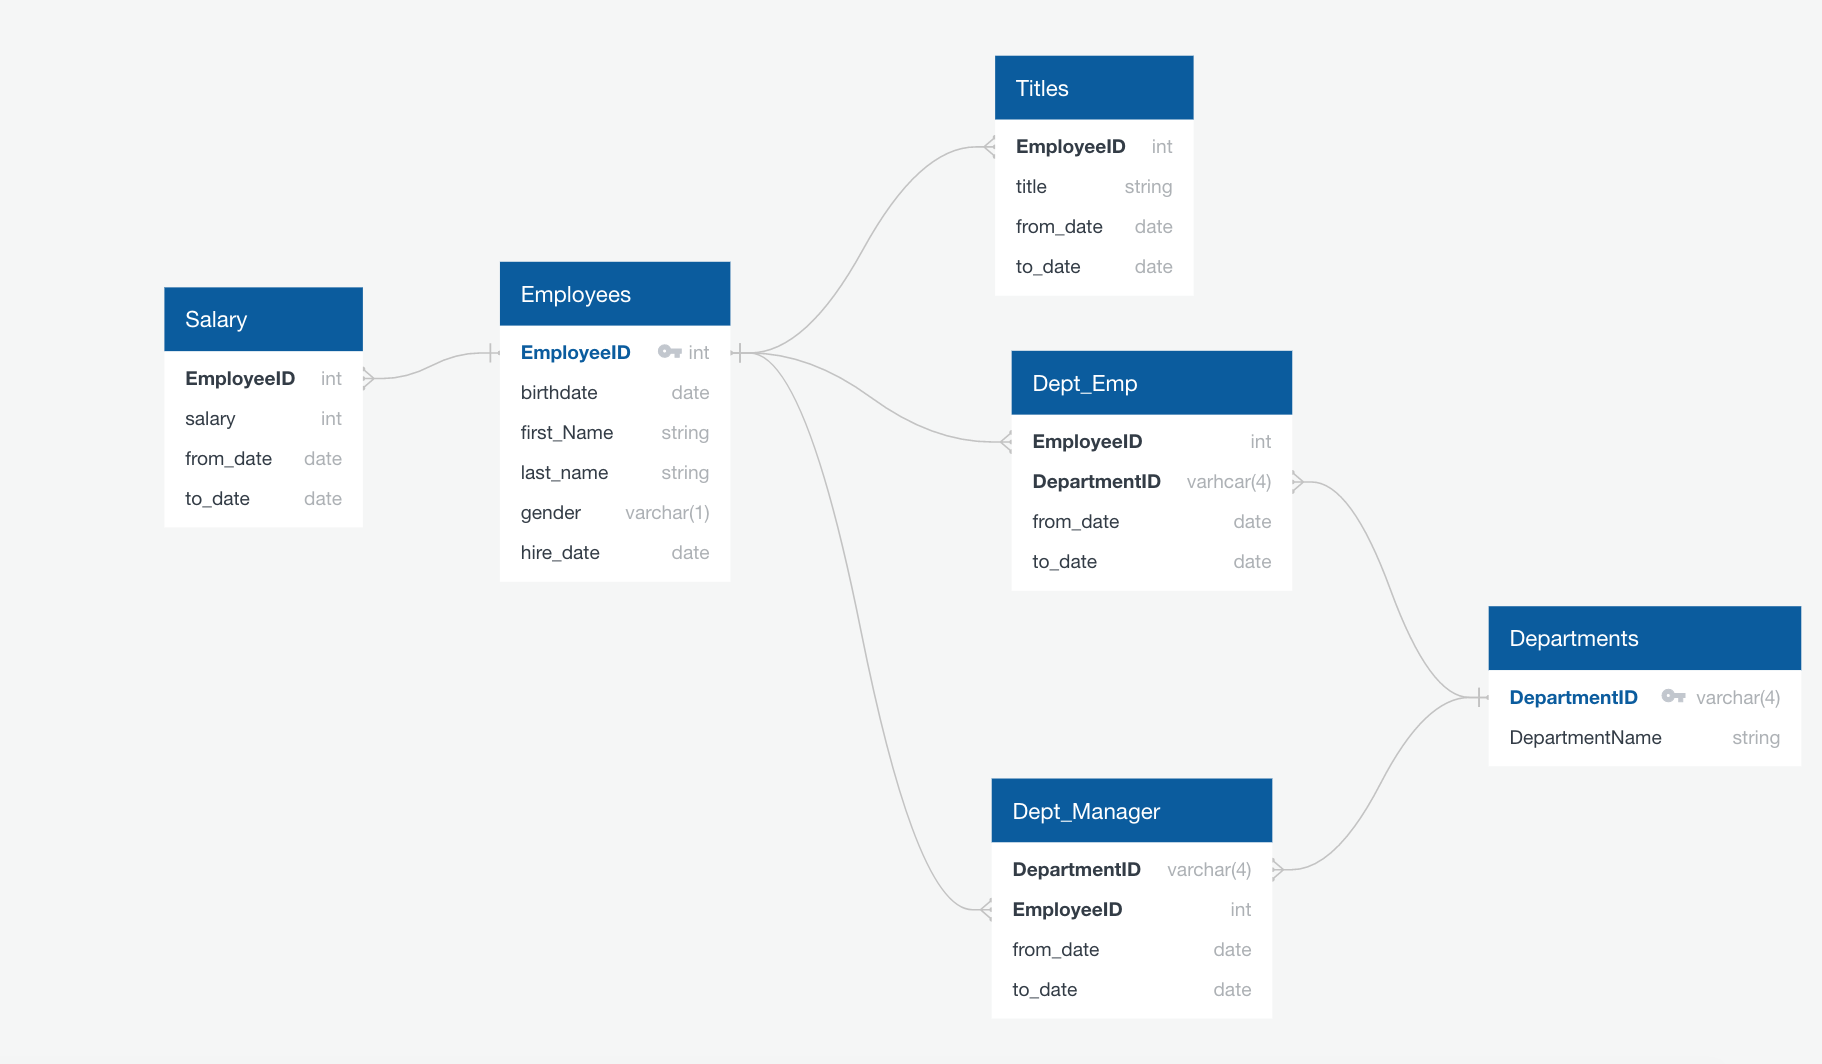 Titles
EmployeeID int
title string
from_date date
to_date date
Employees
EmployeeID int
birthdate date
first_Name string
last_name string
gender varchar(1)
hire_date date
Salary
EmployeeID int
salary int
from_date date
to_date date
Dept_Emp
EmployeeID int
DepartmentID varhcar(4)
from_date date
to_date date
Departments
DepartmentID varchar(4)
DepartmentName string
Dept_Manager
DepartmentID varchar(4)
EmployeeID int
from_date date
to_date date